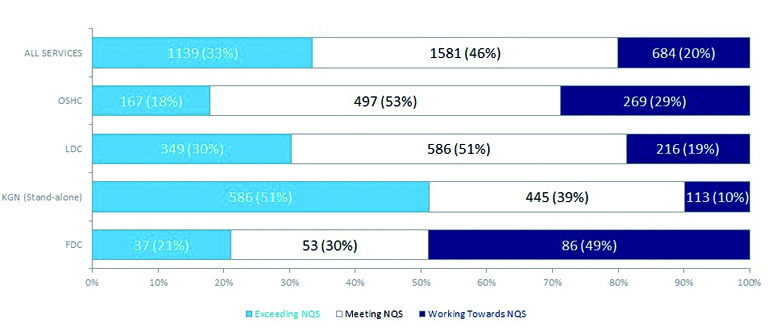 ALL SERVICES 1139 (33%) 1581 (46%) 684 (20%)
OSHC 167 (18%) 497 (53%) 269 (29%)
LDC 349 (30%) 586 (51%) 216 (19%)
KGN (Stand-alone) 586 (51%) 445 (39%) 113 (10%)
FDC 37 (21%) 53 (30%) 86 (49%)
0% 10% 20% 30% 40% 50% 60% 70% 80% 90% 100%
Exceeding NQS Meeting NQS Working Towards NQS